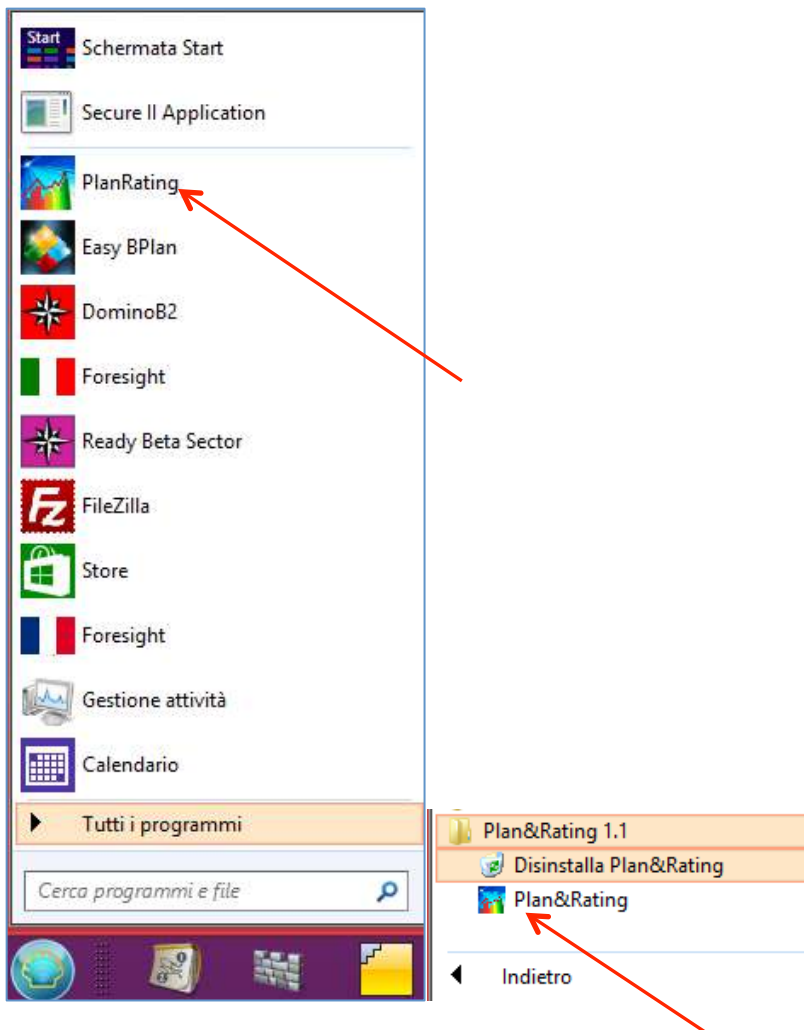 Start
Schermata Start
Secure II Application
PlanRating
Easy BPlan
DominoB2
Foresight
Ready Beta Sector
Fz
FileZilla
Store
Foresight
Gestione attività
Calendario
Tutti i programmi
Cerca programmi e file
Plan&Rating 1.1
Disinstalla Plan&Rating
Plan&Rating
Indietro